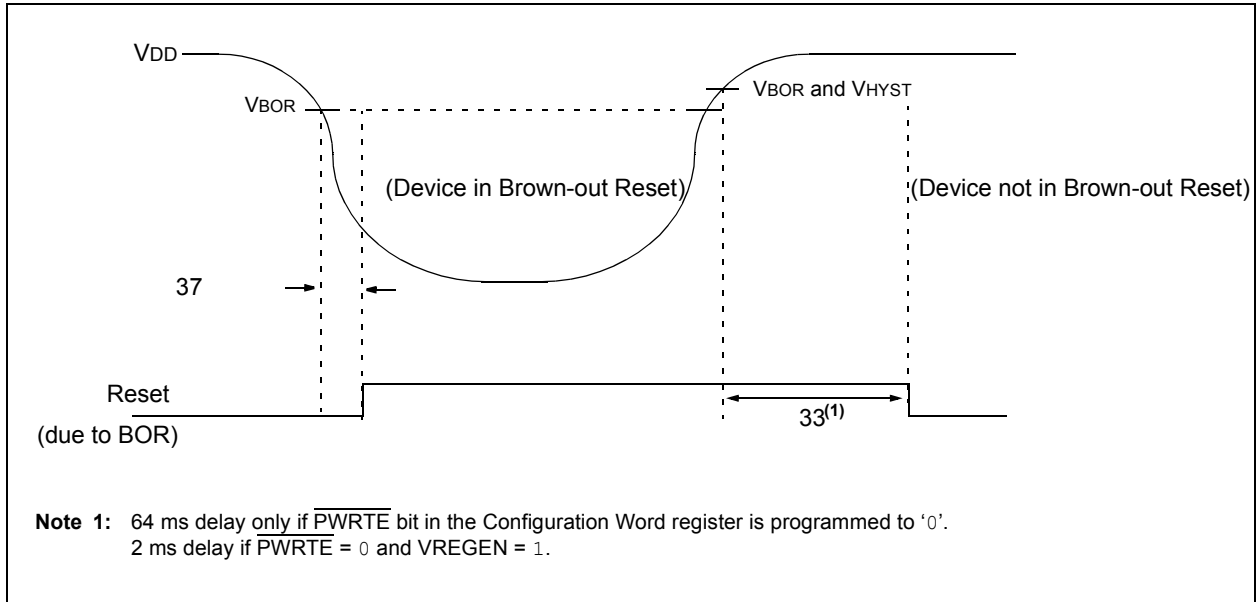 VDD
VBOR
VBOR and VHYST
(Device in Brown-out Reset)
(Device not in Brown-out Reset)
37
Reset
(due to BOR)
33(1)
Note 1: 64 ms delay only if PWRTE bit in the Configuration Word register is programmed to ‘0’.
2 ms delay if PWRTE = 0 and VREGEN = 1.